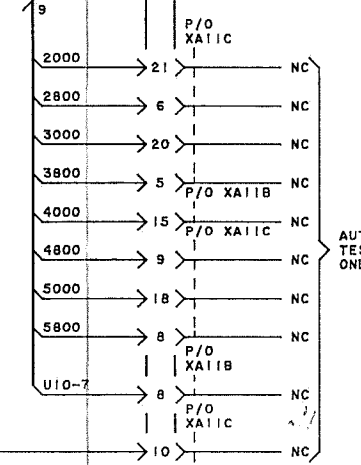 9
P/O
XA11C
2000 21 NC
2800 6 NC
3000 20 NC
3800 5 NC
P/O XA11B
4000 15 NC
P/O XA11C
4800 9 NC
5000 18 NC
5800 8 NC
P/O
XA11B
U10-7 8 NC
P/O
XA11C
10 NC